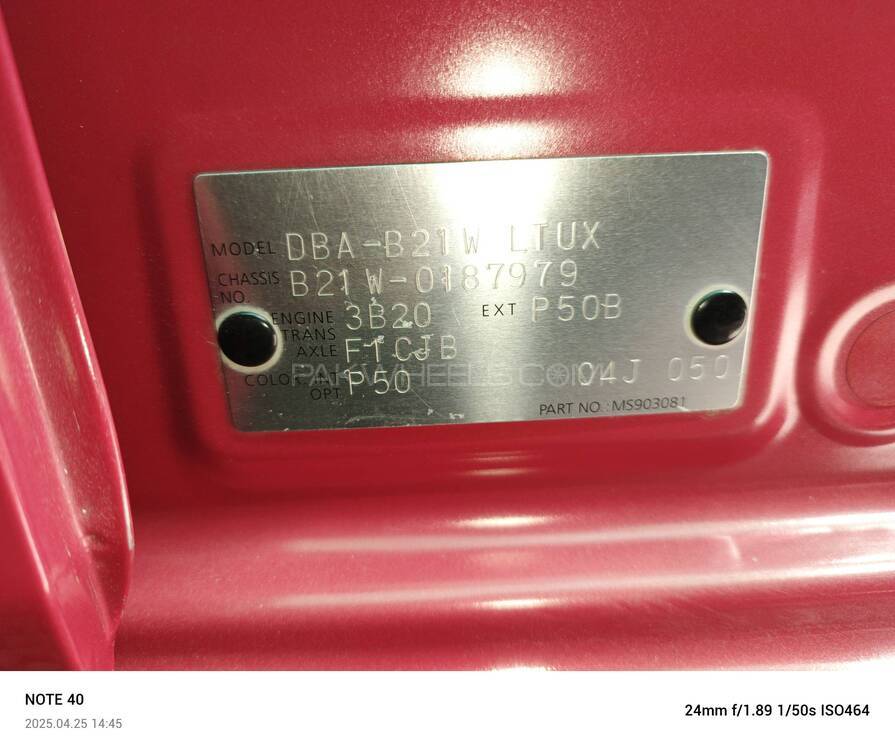 MODEL DBA-B21W LTUX
CHASSIS NO. B21W-0187979
ENGINE 3B20 EXT P50B
TRANS AXLE F1CJB
PAKWHEELS.COM
COLOR.INT OPT. P50 04J 050
PART NO.: MS903081
NOTE 40
2025.04.25 14:45
24mm f/1.89 1/50s ISO464